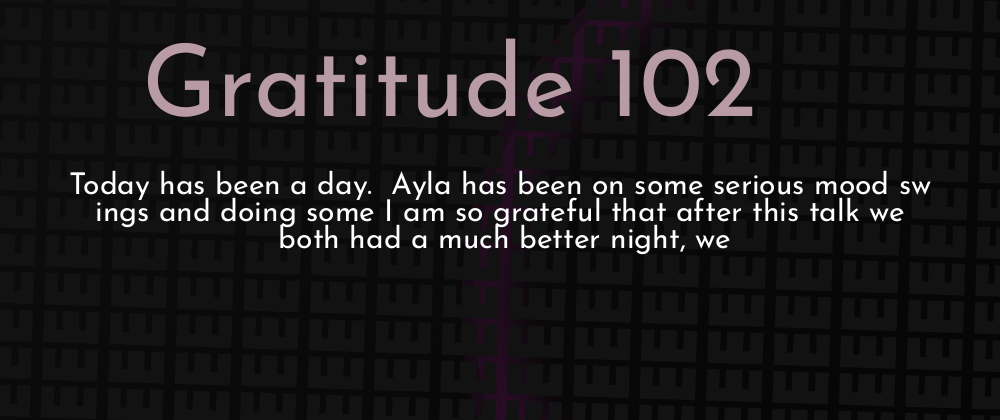 Gratitude 102
Today has been a day.  Ayla has been on some serious mood sw
ings and doing some I am so grateful that after this talk we
both had a much better night, we